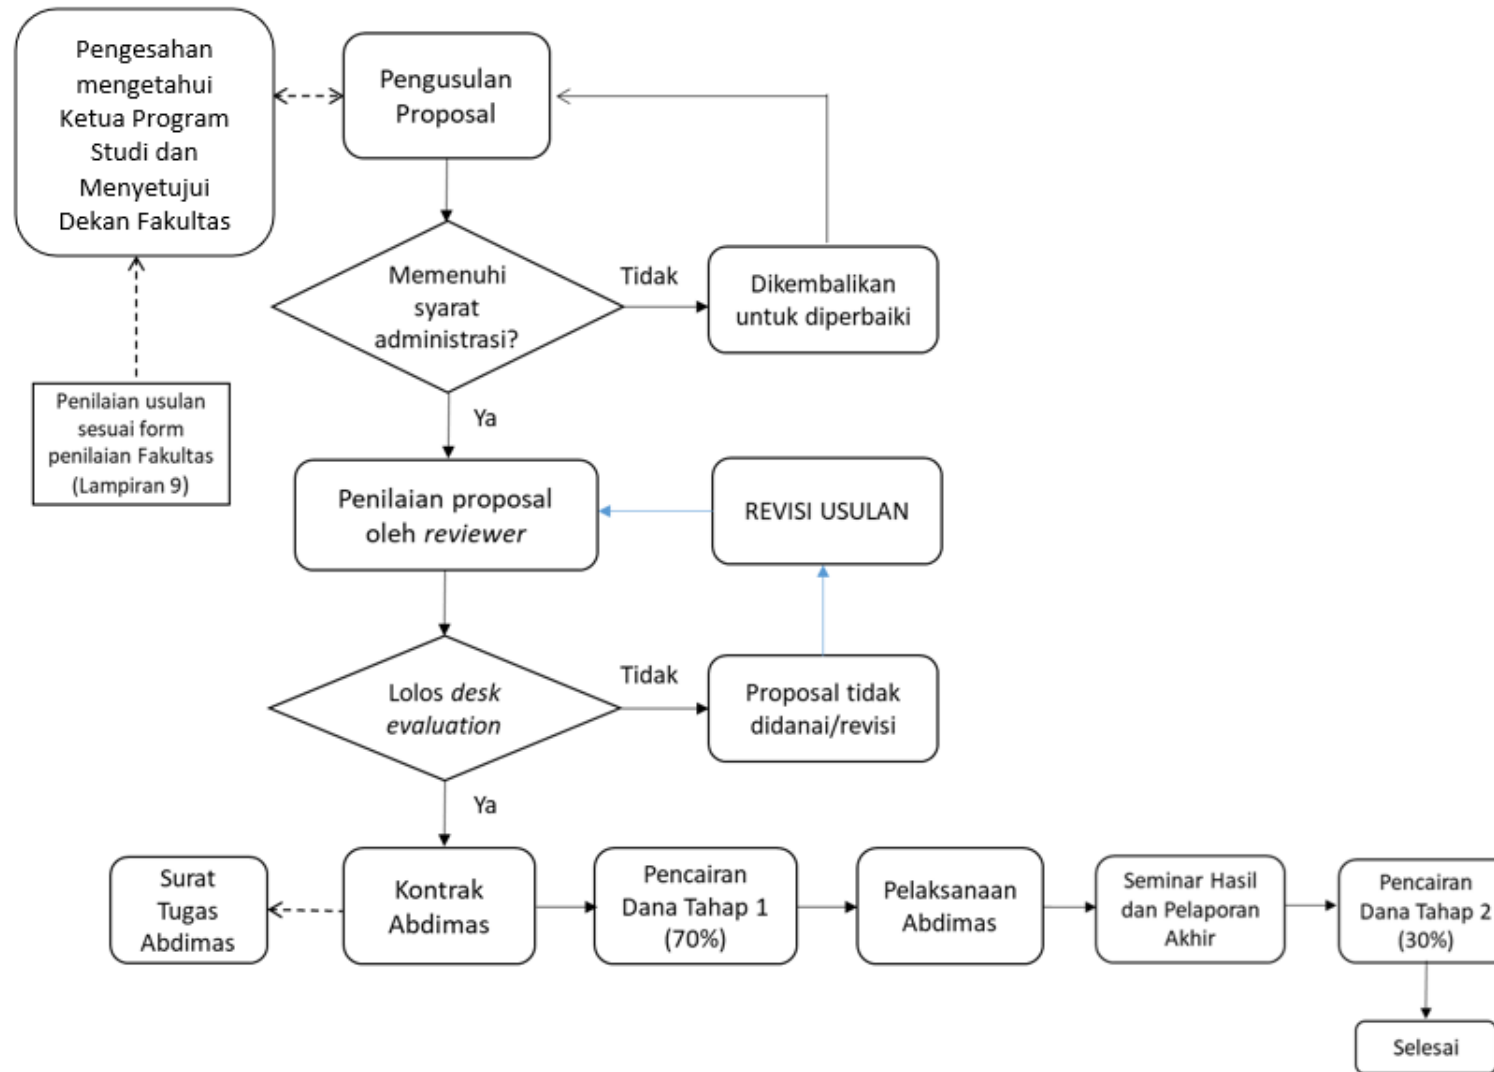 Pengesahan
mengetahui
Ketua Program
Studi dan
Menyetujui
Dekan Fakultas
Pengusulan
Proposal
Memenuhi
syarat
administrasi?
Tidak
Dikembalikan
untuk diperbaiki
Penilaian usulan
sesuai form
penilaian Fakultas
(Lampiran 9)
Ya
Penilaian proposal
oleh reviewer
REVISI USULAN
Lolos desk
evaluation
Tidak
Proposal tidak
didanai/revisi
Ya
Surat
Tugas
Abdimas
Kontrak
Abdimas
Pencairan
Dana Tahap 1
(70%)
Pelaksanaan
Abdimas
Seminar Hasil
dan Pelaporan
Akhir
Pencairan
Dana Tahap 2
(30%)
Selesai